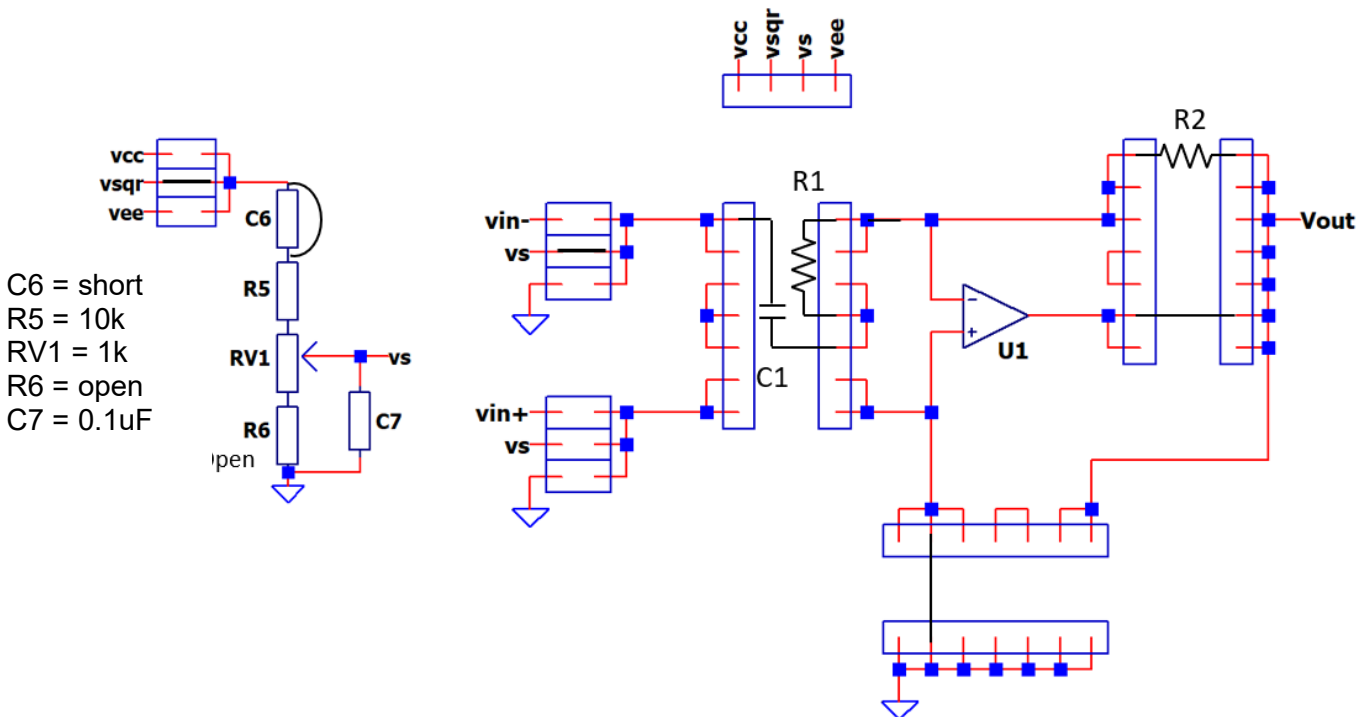 vcc
vsqr
vs
vee
R2
vcc
vsqr
vee
C6
R1
vin-
vs
Vout
C6 = short
R5 = 10k
RV1 = 1k
R6 = open
C7 = 0.1uF
R5
RV1
vs
R6
C7
pen
-
+
U1
C1
vin+
vs